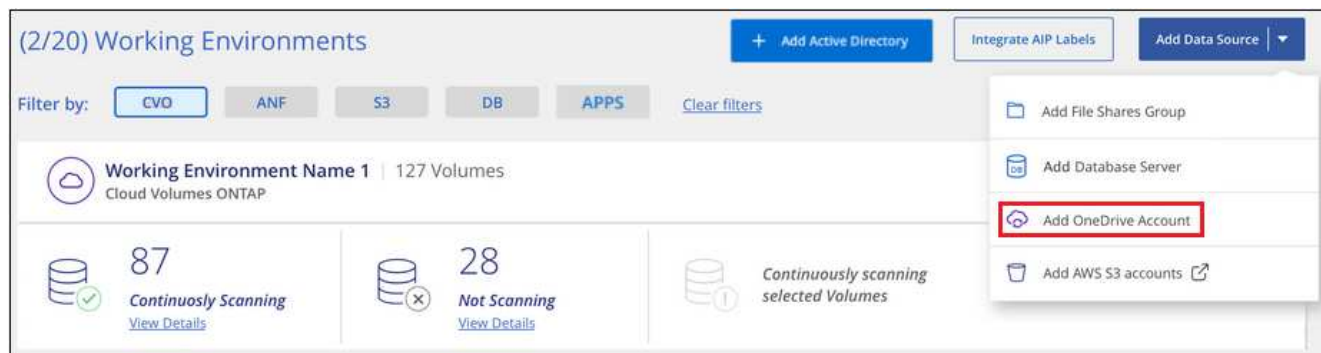 (2/20) Working Environments
+ Add Active Directory
Integrate AIP Labels
Add Data Source
Filter by:
CVO
ANF
S3
DB
APPS
Clear filters
Add File Shares Group
DB
Add Database Server
Add OneDrive Account
Add AWS S3 accounts
Working Environment Name 1 | 127 Volumes
Cloud Volumes ONTAP
87
Continuosly Scanning
View Details
28
Not Scanning
View Details
Continuously scanning
selected Volumes